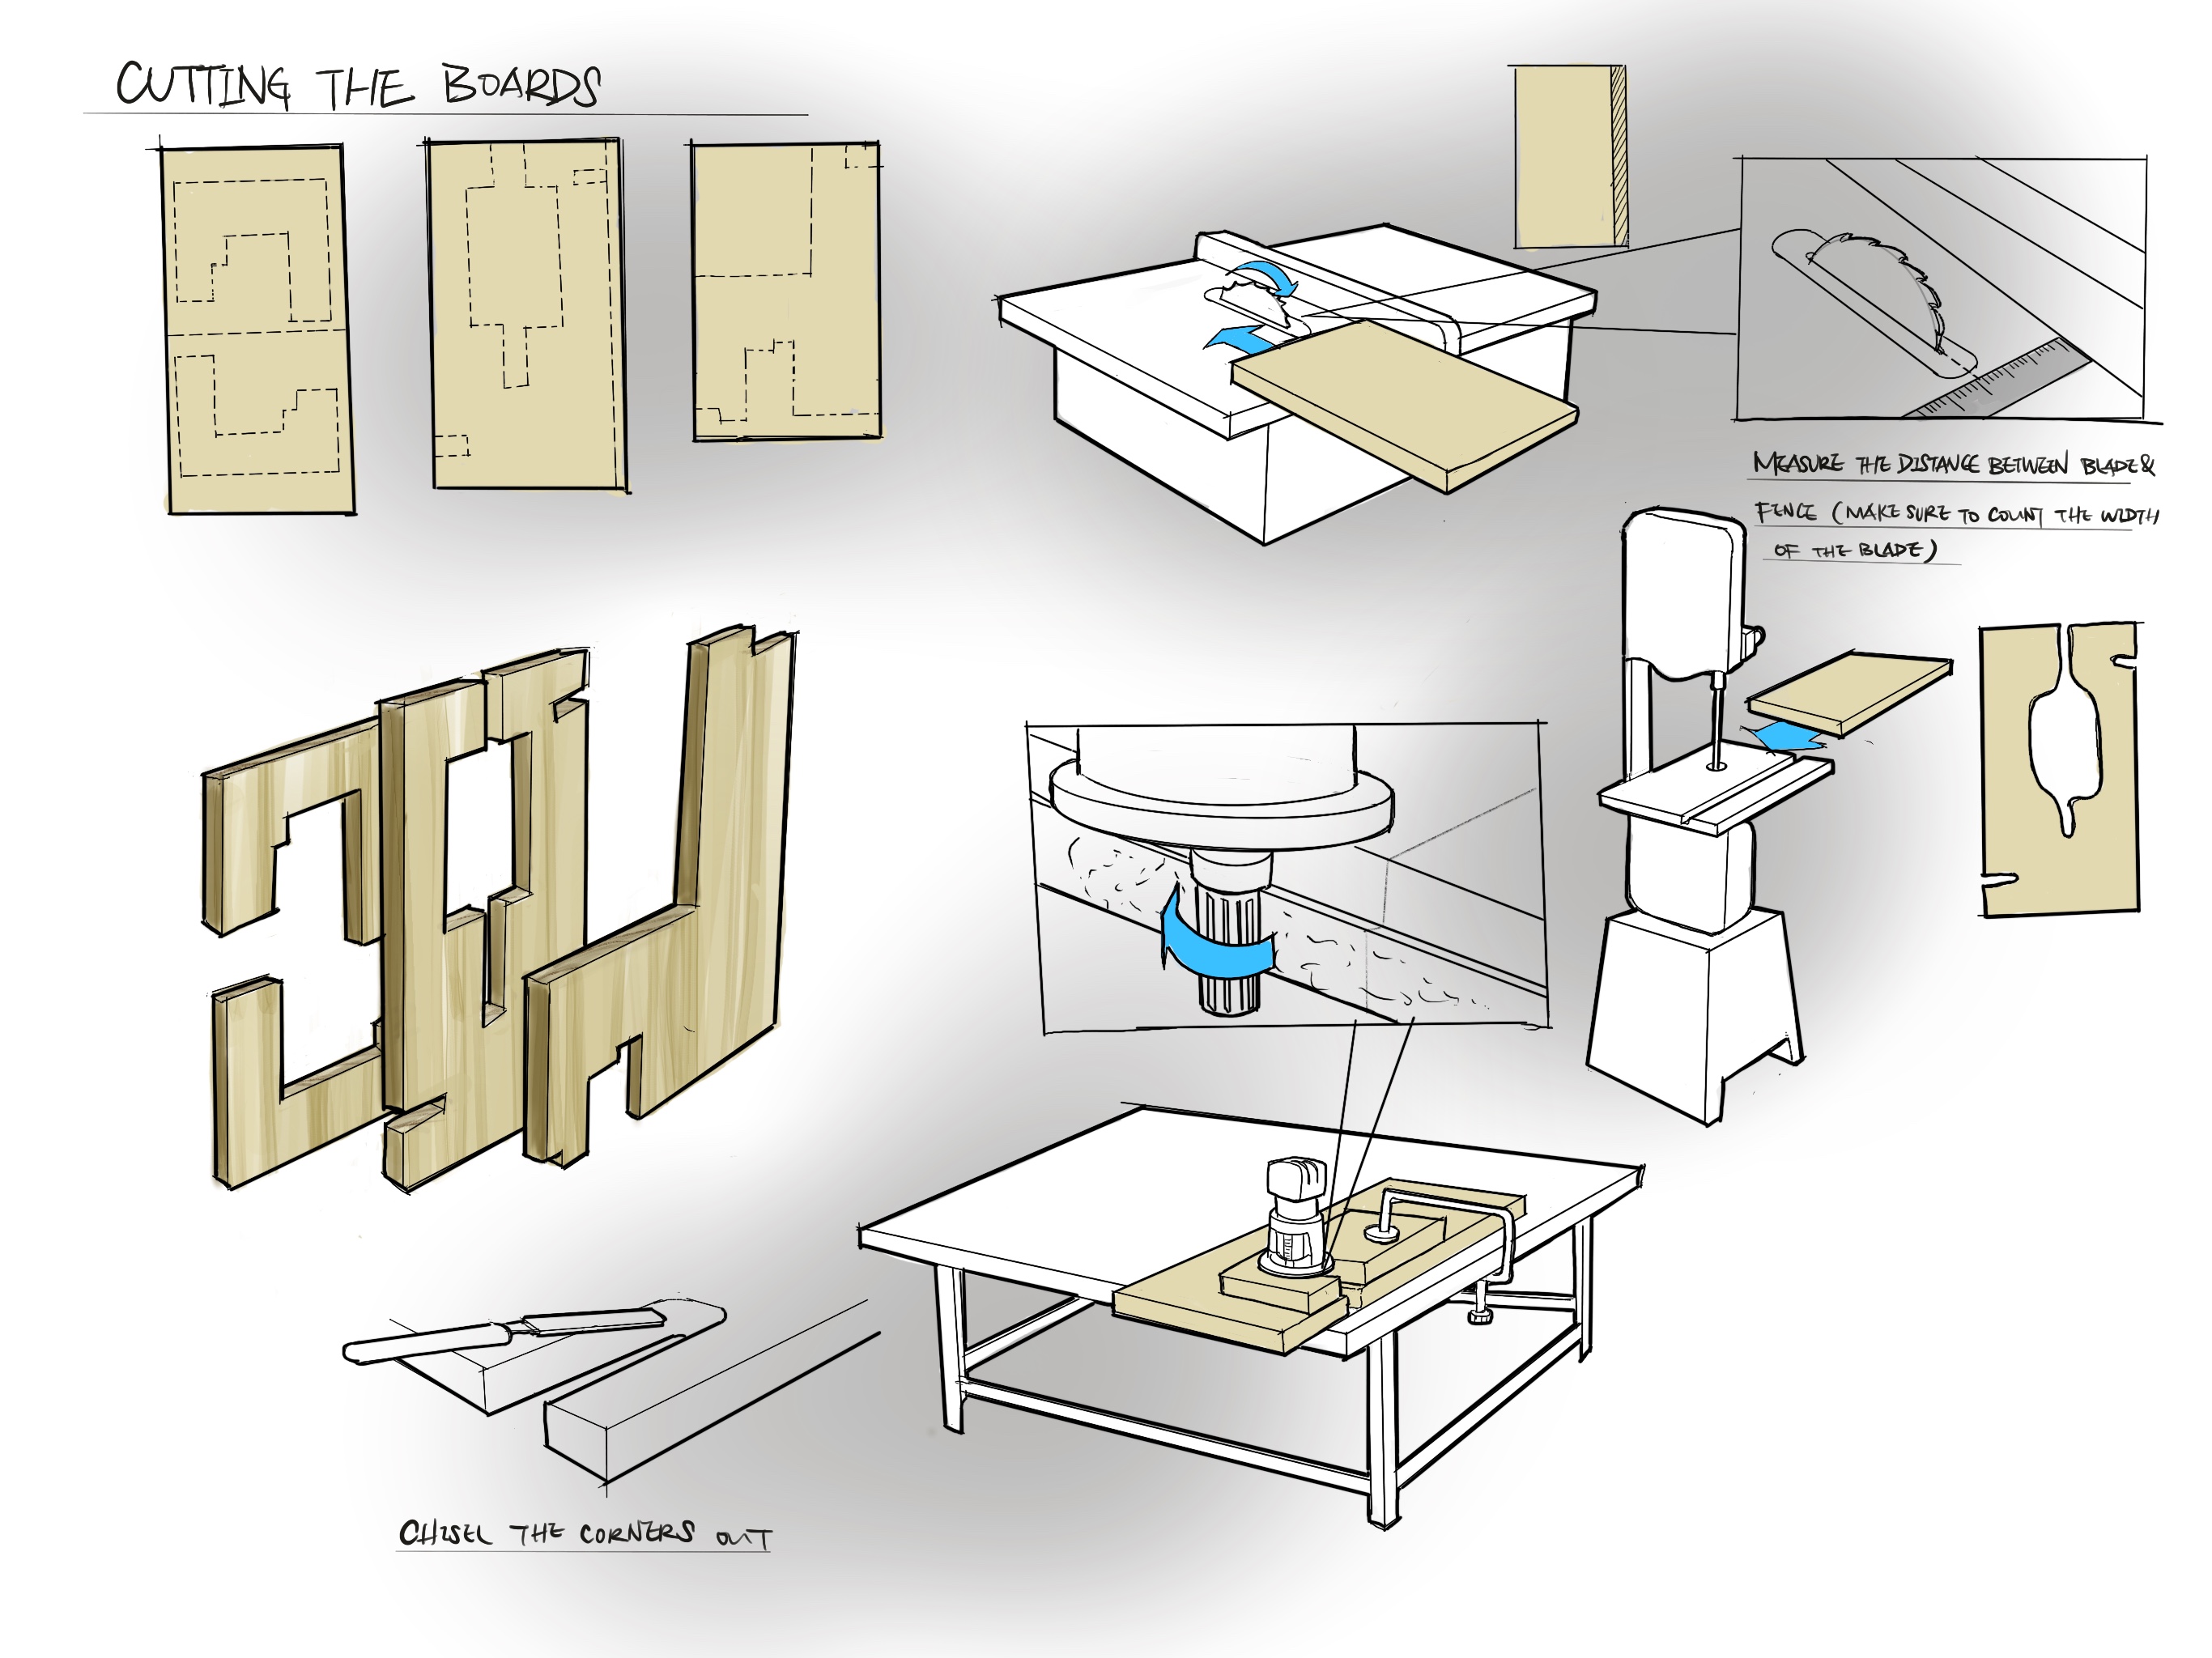 CUTTING THE BOARDS
MEASURE THE DISTANCE BETWEEN BLADE &
FENCE (MAKE SURE TO COUNT THE WIDTH
OF THE BLADE)
CHISEL THE CORNERS OUT